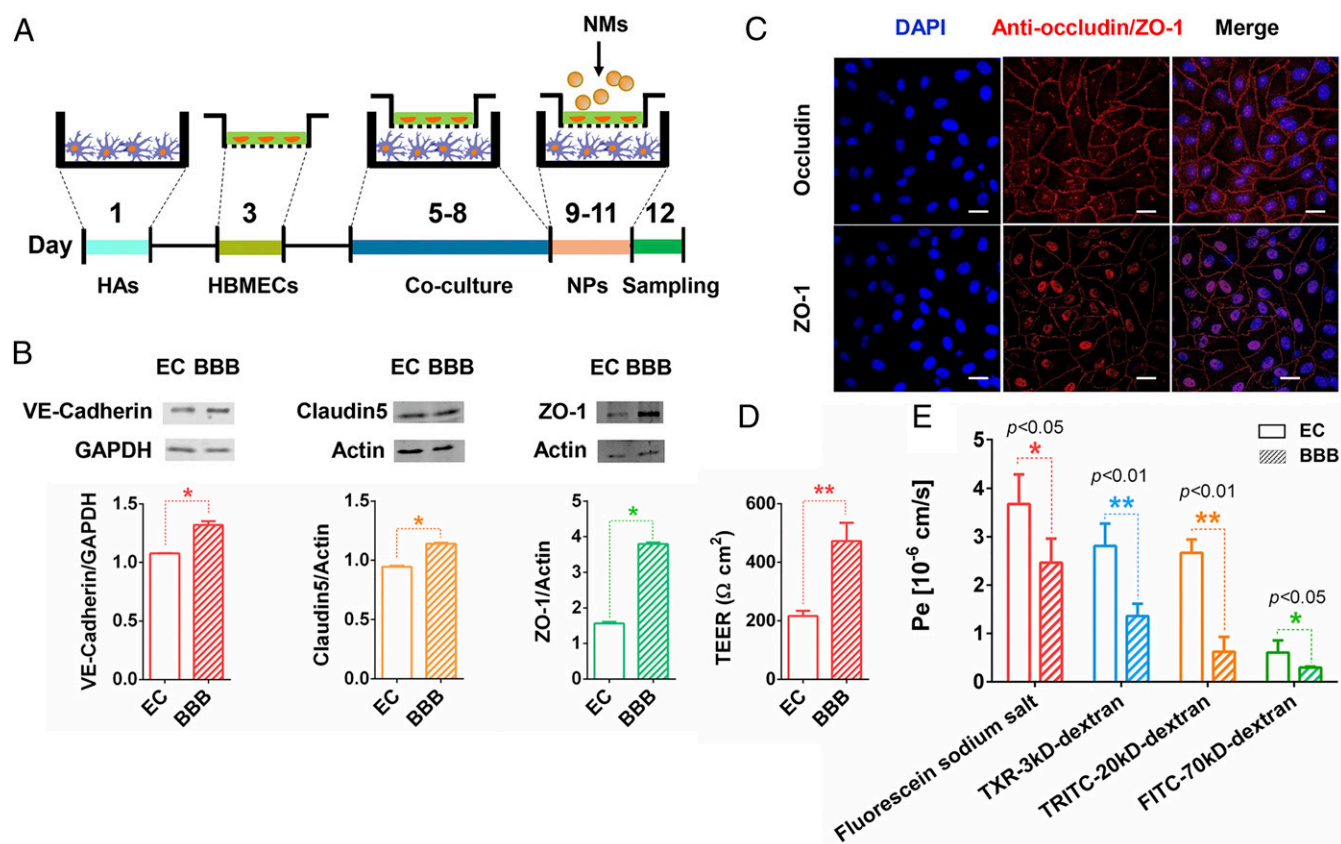 A
NMs
1
3
5-8
9-11
12
Day
HAs
HBMECs
Co-culture
NPs
Sampling
B
EC BBB
VE-Cadherin
GAPDH
VE-Cadherin/GAPDH
1.5
1.0
0.5
0.0
*
EC
BBB
EC BBB
Claudin5
Actin
Claudin5/Actin
1.5
1.0
0.5
0.0
*
EC
BBB
EC BBB
ZO-1
Actin
ZO-1/Actin
5
4
3
2
1
0
*
EC
BBB
C
DAPI
Anti-occludin/ZO-1
Merge
Occludin
ZO-1
D
TEER (Ω cm²)
600
400
200
0
**
EC
BBB
E
EC
BBB
Pe [10⁻⁶ cm/s]
5
4
3
2
1
0
p<0.05
*
p<0.01
**
p<0.01
**
p<0.05
*
Fluorescein sodium salt
TXR-3kD-dextran
TRITC-20kD-dextran
FITC-70kD-dextran